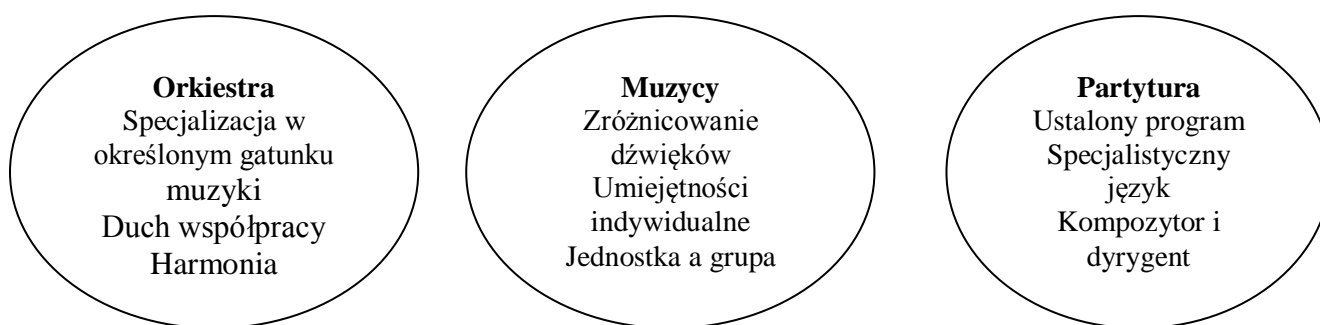 Orkiestra
Specjalizacja w
określonym gatunku
muzyki
Duch współpracy
Harmonia
Muzycy
Zróżnicowanie
dźwięków
Umiejętności
indywidualne
Jednostka a grupa
Partytura
Ustalony program
Specjalistyczny
język
Kompozytor i
dyrygent